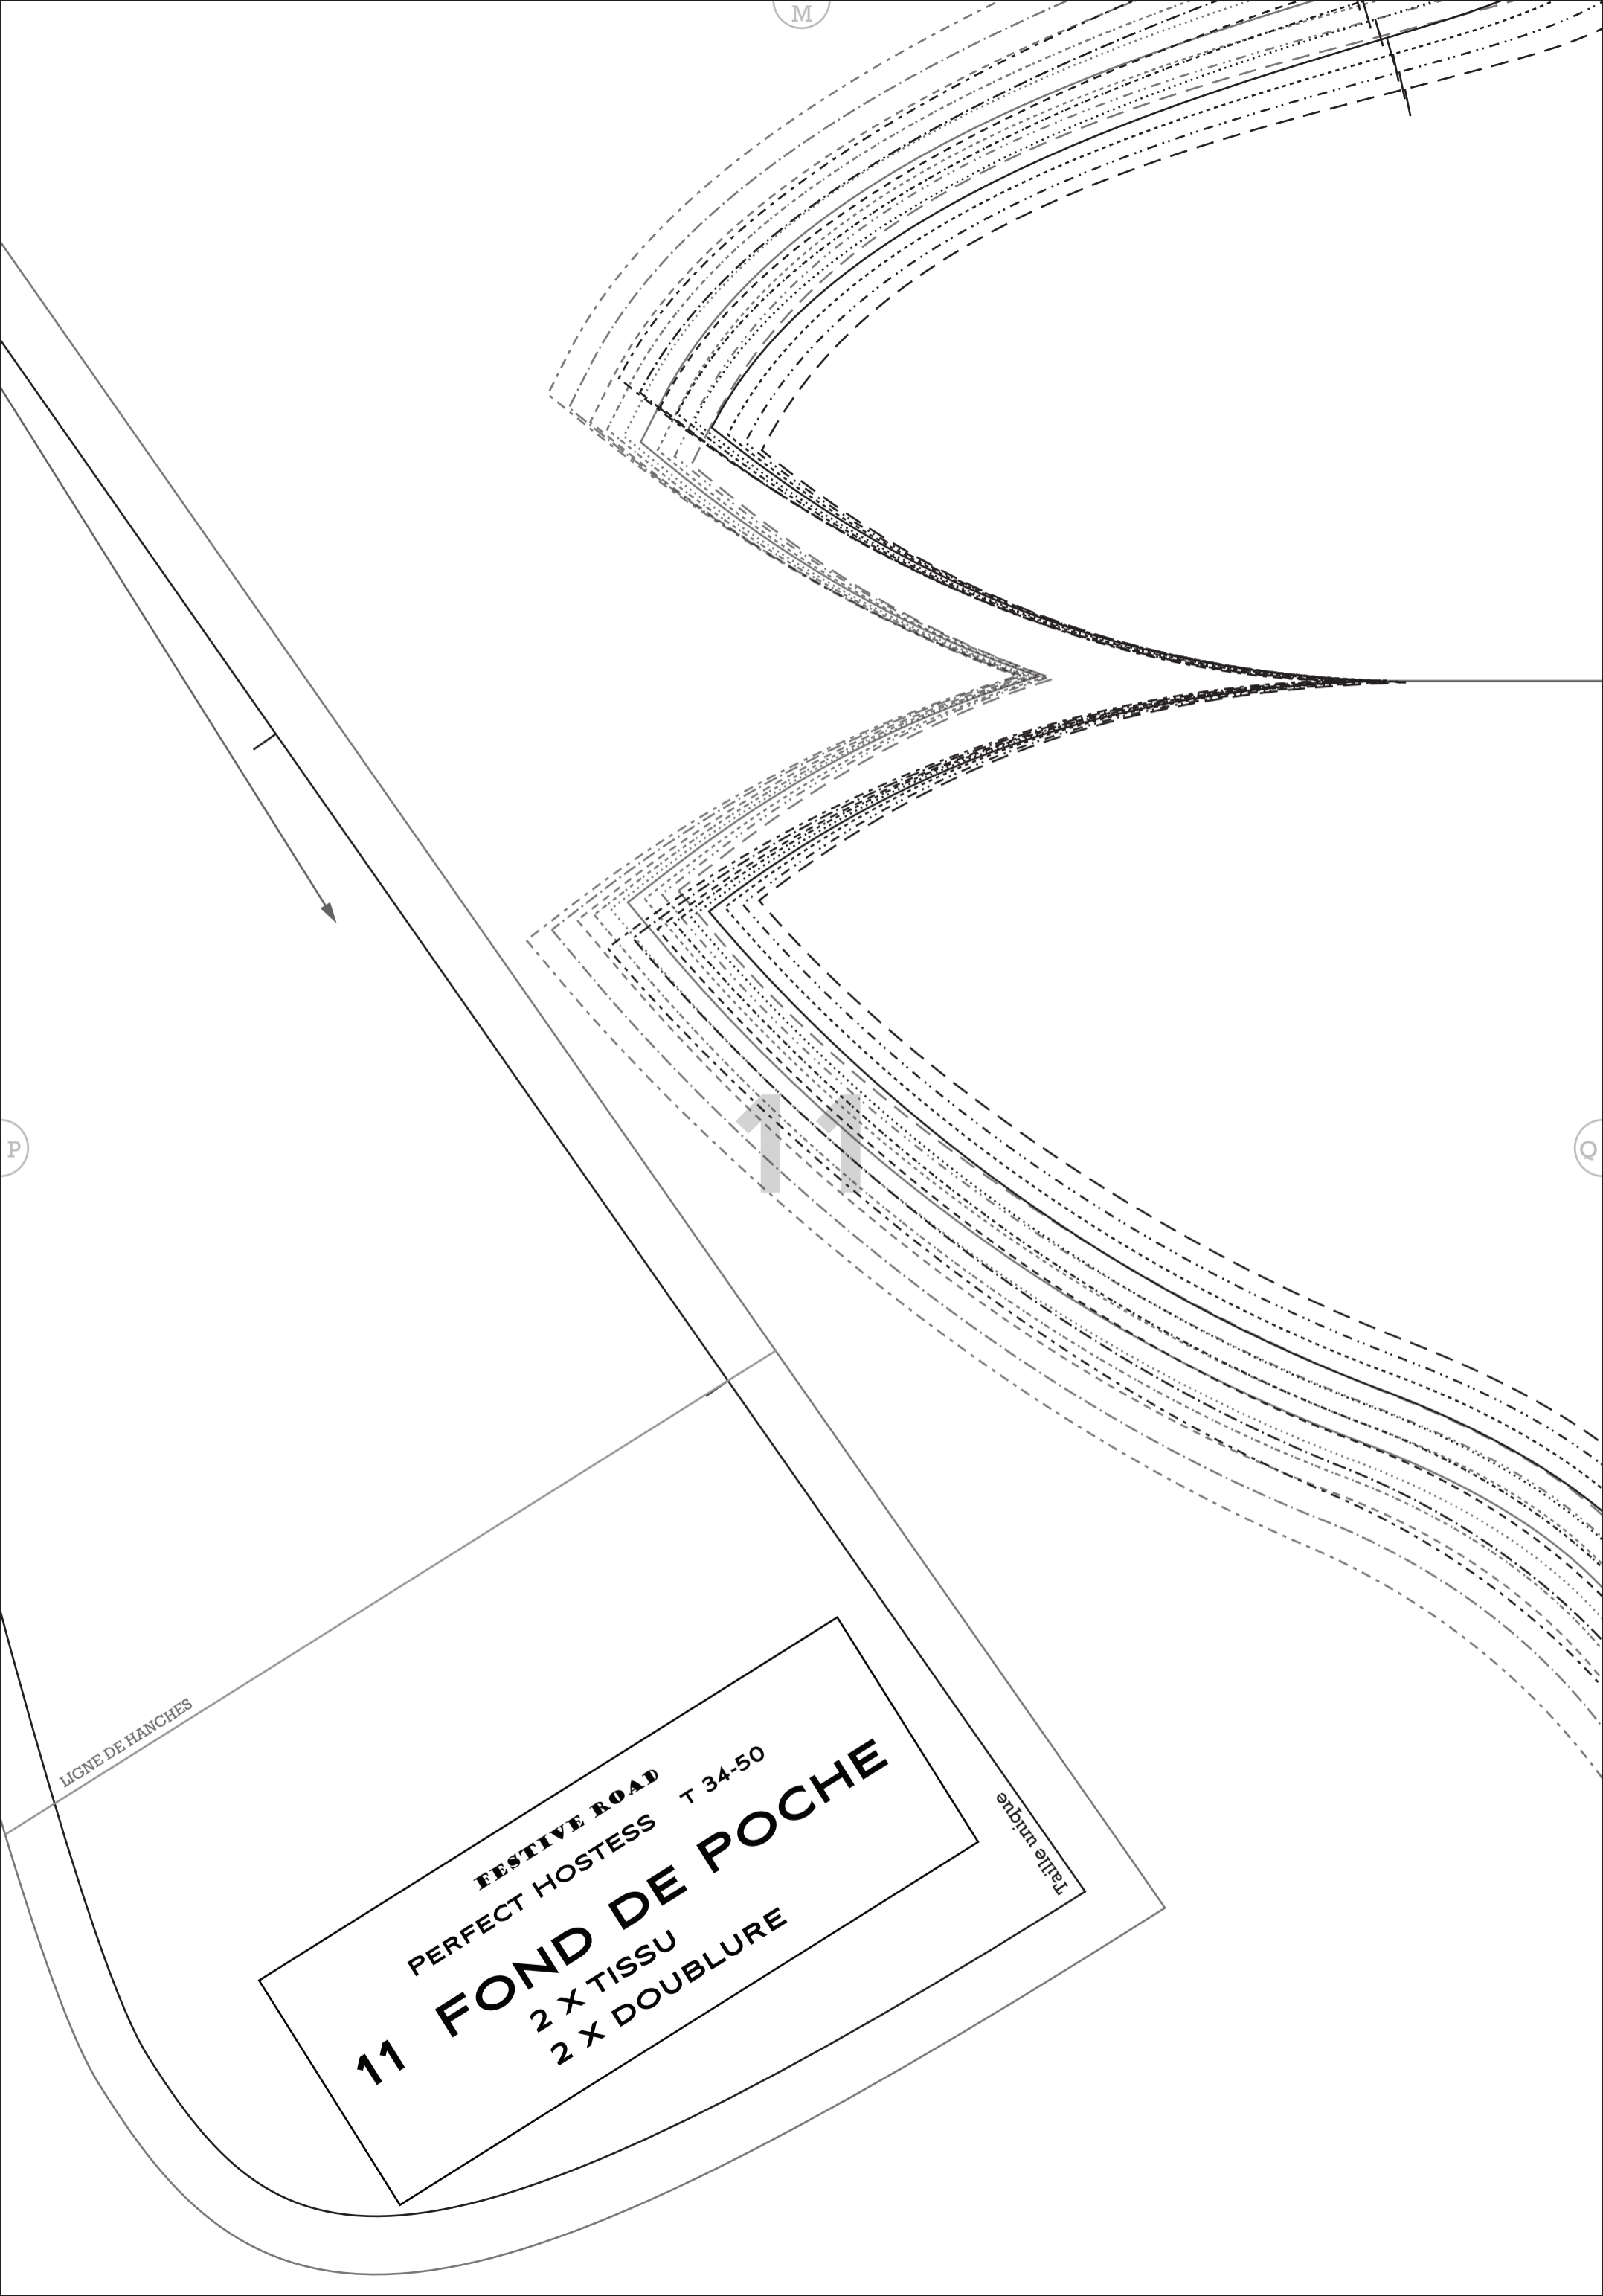 M
P
11
Q
LIGNE DE HANCHES
FESTIVE ROAD
PERFECT HOSTESS T 34-50
11 FOND DE POCHE
2 X TISSU
2 X DOUBLURE
Taille unique